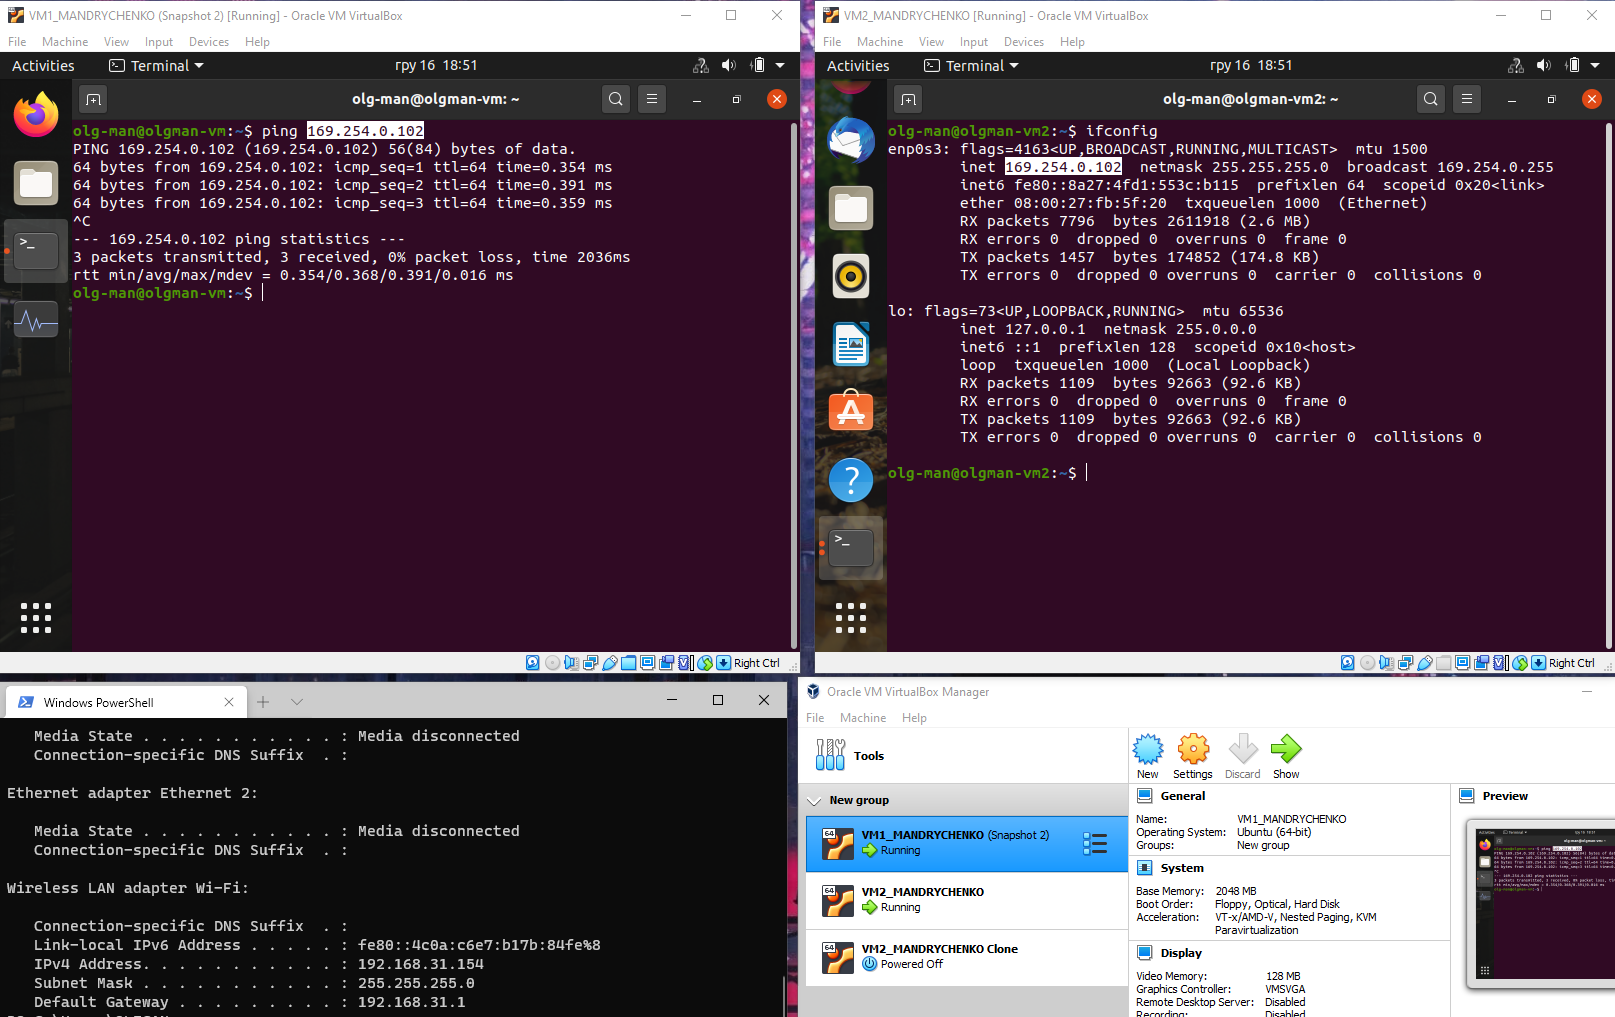 VM1_MANDRYCHENKO (Snapshot 2) [Running] - Oracle VM VirtualBox
File Machine View Input Devices Help
Activities Terminal гру 16 18:51
olg-man@olgman-vm: ~
olg-man@olgman-vm:~$ ping 169.254.0.102
PING 169.254.0.102 (169.254.0.102) 56(84) bytes of data.
64 bytes from 169.254.0.102: icmp_seq=1 ttl=64 time=0.354 ms
64 bytes from 169.254.0.102: icmp_seq=2 ttl=64 time=0.391 ms
64 bytes from 169.254.0.102: icmp_seq=3 ttl=64 time=0.359 ms
^C
--- 169.254.0.102 ping statistics ---
3 packets transmitted, 3 received, 0% packet loss, time 2036ms
rtt min/avg/max/mdev = 0.354/0.368/0.391/0.016 ms
olg-man@olgman-vm:~$
Right Ctrl
VM2_MANDRYCHENKO [Running] - Oracle VM VirtualBox
File Machine View Input Devices Help
Activities Terminal гру 16 18:51
olg-man@olgman-vm2: ~
olg-man@olgman-vm2:~$ ifconfig
enp0s3: flags=4163<UP,BROADCAST,RUNNING,MULTICAST> mtu 1500
inet 169.254.0.102 netmask 255.255.255.0 broadcast 169.254.0.255
inet6 fe80::8a27:4fd1:553c:b115 prefixlen 64 scopeid 0x20<link>
ether 08:00:27:fb:5f:20 txqueuelen 1000 (Ethernet)
RX packets 7796 bytes 2611918 (2.6 MB)
RX errors 0 dropped 0 overruns 0 frame 0
TX packets 1457 bytes 174852 (174.8 KB)
TX errors 0 dropped 0 overruns 0 carrier 0 collisions 0
lo: flags=73<UP,LOOPBACK,RUNNING> mtu 65536
inet 127.0.0.1 netmask 255.0.0.0
inet6 ::1 prefixlen 128 scopeid 0x10<host>
loop txqueuelen 1000 (Local Loopback)
RX packets 1109 bytes 92663 (92.6 KB)
RX errors 0 dropped 0 overruns 0 frame 0
TX packets 1109 bytes 92663 (92.6 KB)
TX errors 0 dropped 0 overruns 0 carrier 0 collisions 0
olg-man@olgman-vm2:~$
Right Ctrl
Windows PowerShell
Media State . . . . . . . . . . . : Media disconnected
Connection-specific DNS Suffix . :
Ethernet adapter Ethernet 2:
Media State . . . . . . . . . . . : Media disconnected
Connection-specific DNS Suffix . :
Wireless LAN adapter Wi-Fi:
Connection-specific DNS Suffix . :
Link-local IPv6 Address . . . . . : fe80::4c0a:c6e7:b17b:84fe%8
IPv4 Address. . . . . . . . . . . : 192.168.31.154
Subnet Mask . . . . . . . . . . . : 255.255.255.0
Default Gateway . . . . . . . . . : 192.168.31.1
Oracle VM VirtualBox Manager
File Machine Help
Tools
New Settings Discard Show
New group
64 VM1_MANDRYCHENKO (Snapshot 2)
Running
64 VM2_MANDRYCHENKO
Running
64 VM2_MANDRYCHENKO Clone
Powered Off
General
Name: VM1_MANDRYCHENKO
Operating System: Ubuntu (64-bit)
Groups: New group
System
Base Memory: 2048 MB
Boot Order: Floppy, Optical, Hard Disk
Acceleration: VT-x/AMD-V, Nested Paging, KVM
Paravirtualization
Display
Video Memory: 128 MB
Graphics Controller: VMSVGA
Remote Desktop Server: Disabled
Recording: Disabled
Preview